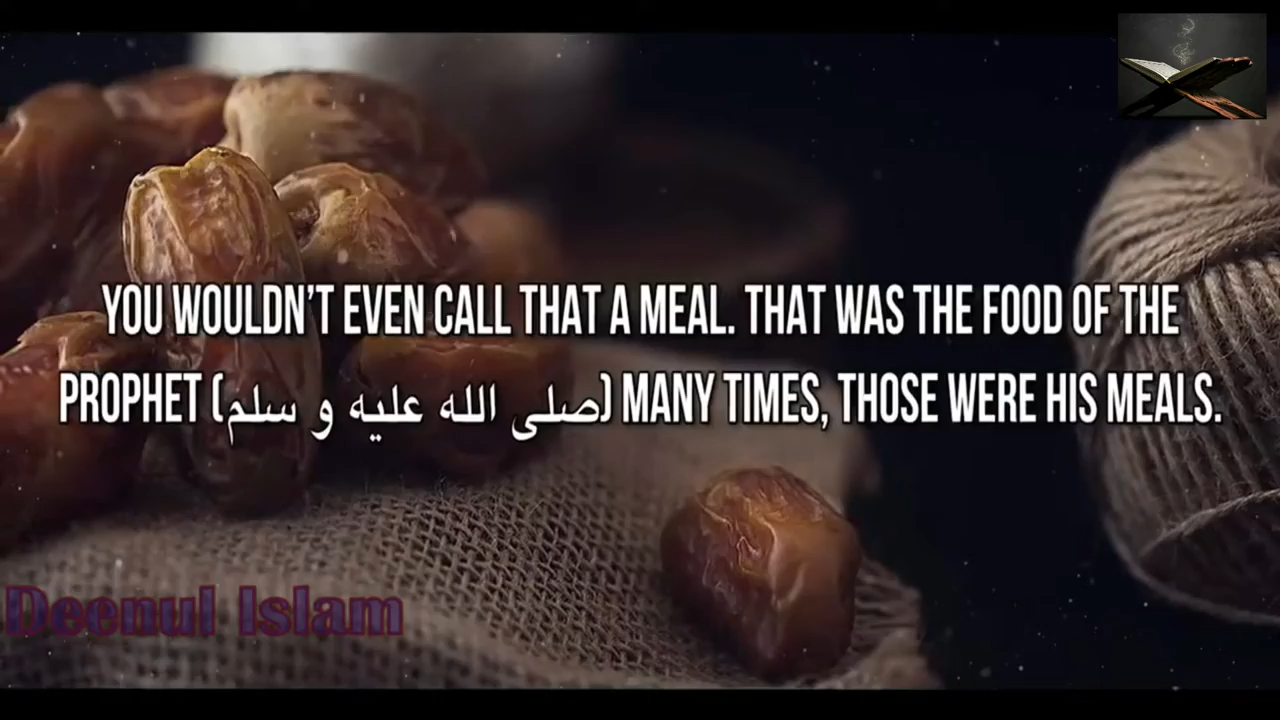 YOU WOULDN'T EVEN CALL THAT A MEAL. THAT WAS THE FOOD OF THE
PROPHET (صلى الله عليه و سلم) MANY TIMES, THOSE WERE HIS MEALS.
Deenul Islam